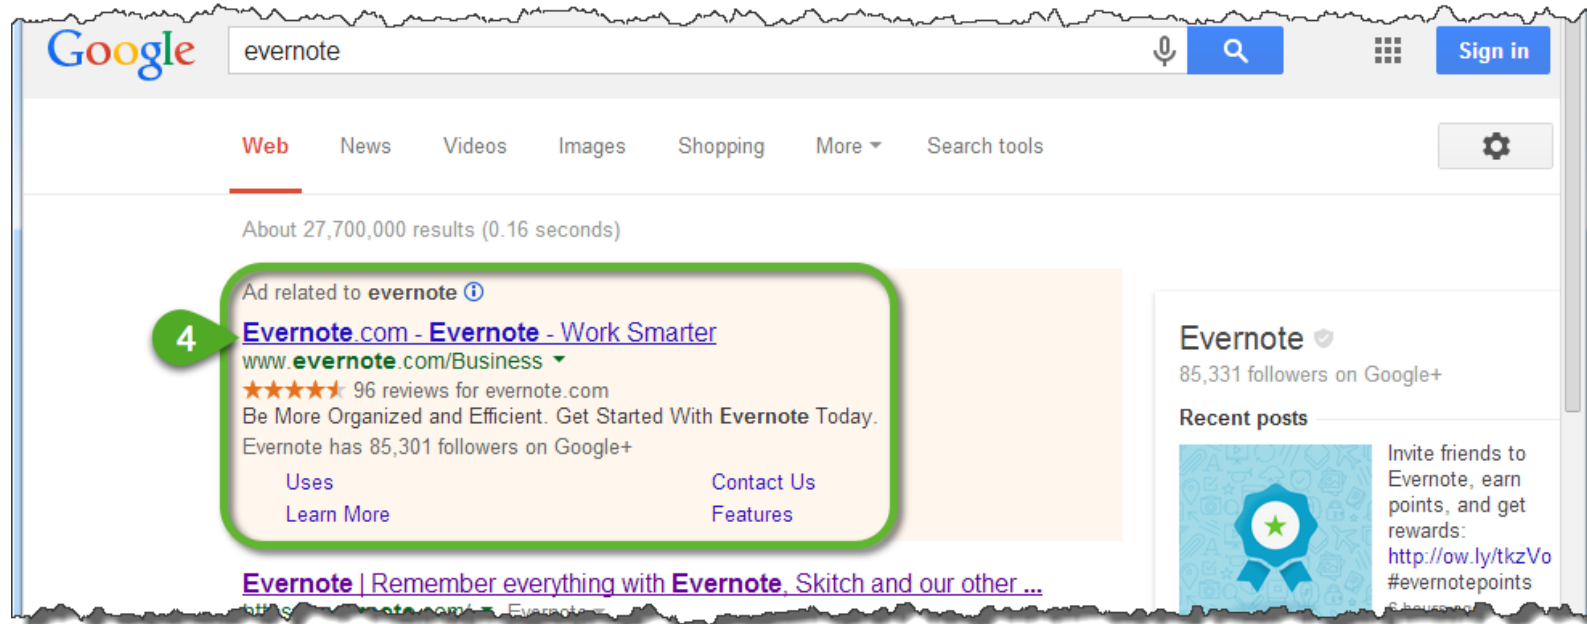 Google
evernote
Sign in
Web News Videos Images Shopping More Search tools
About 27,700,000 results (0.16 seconds)
4
Ad related to evernote
Evernote.com - Evernote - Work Smarter
www.evernote.com/Business
96 reviews for evernote.com
Be More Organized and Efficient. Get Started With Evernote Today.
Evernote has 85,301 followers on Google+
Uses Contact Us
Learn More Features
Evernote | Remember everything with Evernote, Skitch and our other ...
Evernote
85,331 followers on Google+
Recent posts
Invite friends to
Evernote, earn
points, and get
rewards:
http://ow.ly/tkzVo
#evernotepoints